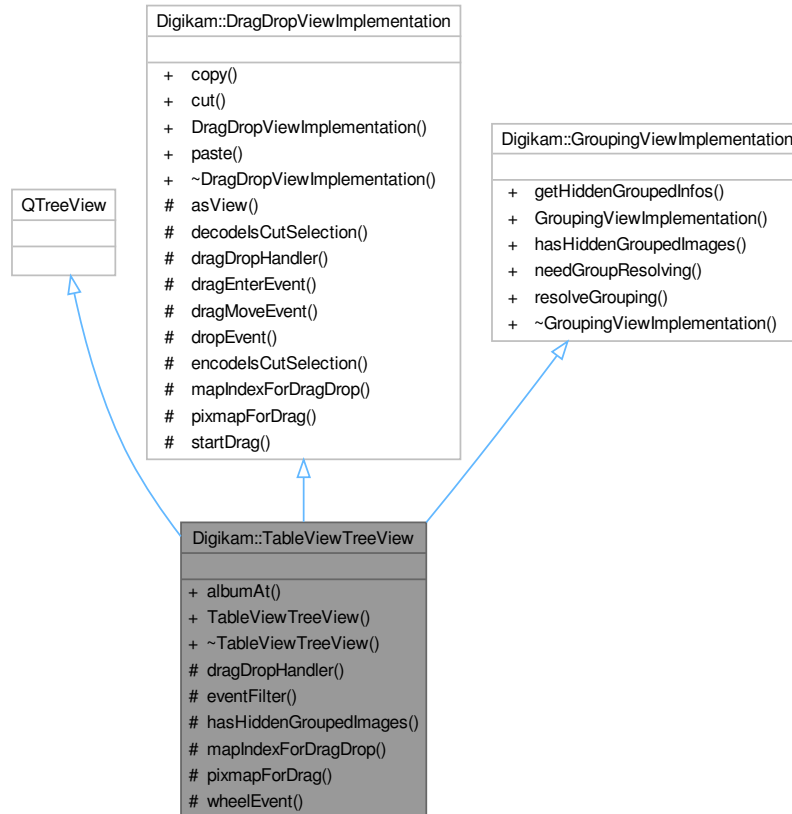 Digikam::DragDropViewImplementation
+ copy()
+ cut()
+ DragDropViewImplementation()
+ paste()
+ ~DragDropViewImplementation()
# asView()
# decodeIsCutSelection()
# dragDropHandler()
# dragEnterEvent()
# dragMoveEvent()
# dropEvent()
# encodeIsCutSelection()
# mapIndexForDragDrop()
# pixmapForDrag()
# startDrag()
Digikam::GroupingViewImplementation
+ getHiddenGroupedInfos()
+ GroupingViewImplementation()
+ hasHiddenGroupedImages()
+ needGroupResolving()
+ resolveGrouping()
+ ~GroupingViewImplementation()
QTreeView
Digikam::TableViewTreeView
+ albumAt()
+ TableViewTreeView()
+ ~TableViewTreeView()
# dragDropHandler()
# eventFilter()
# hasHiddenGroupedImages()
# mapIndexForDragDrop()
# pixmapForDrag()
# wheelEvent()